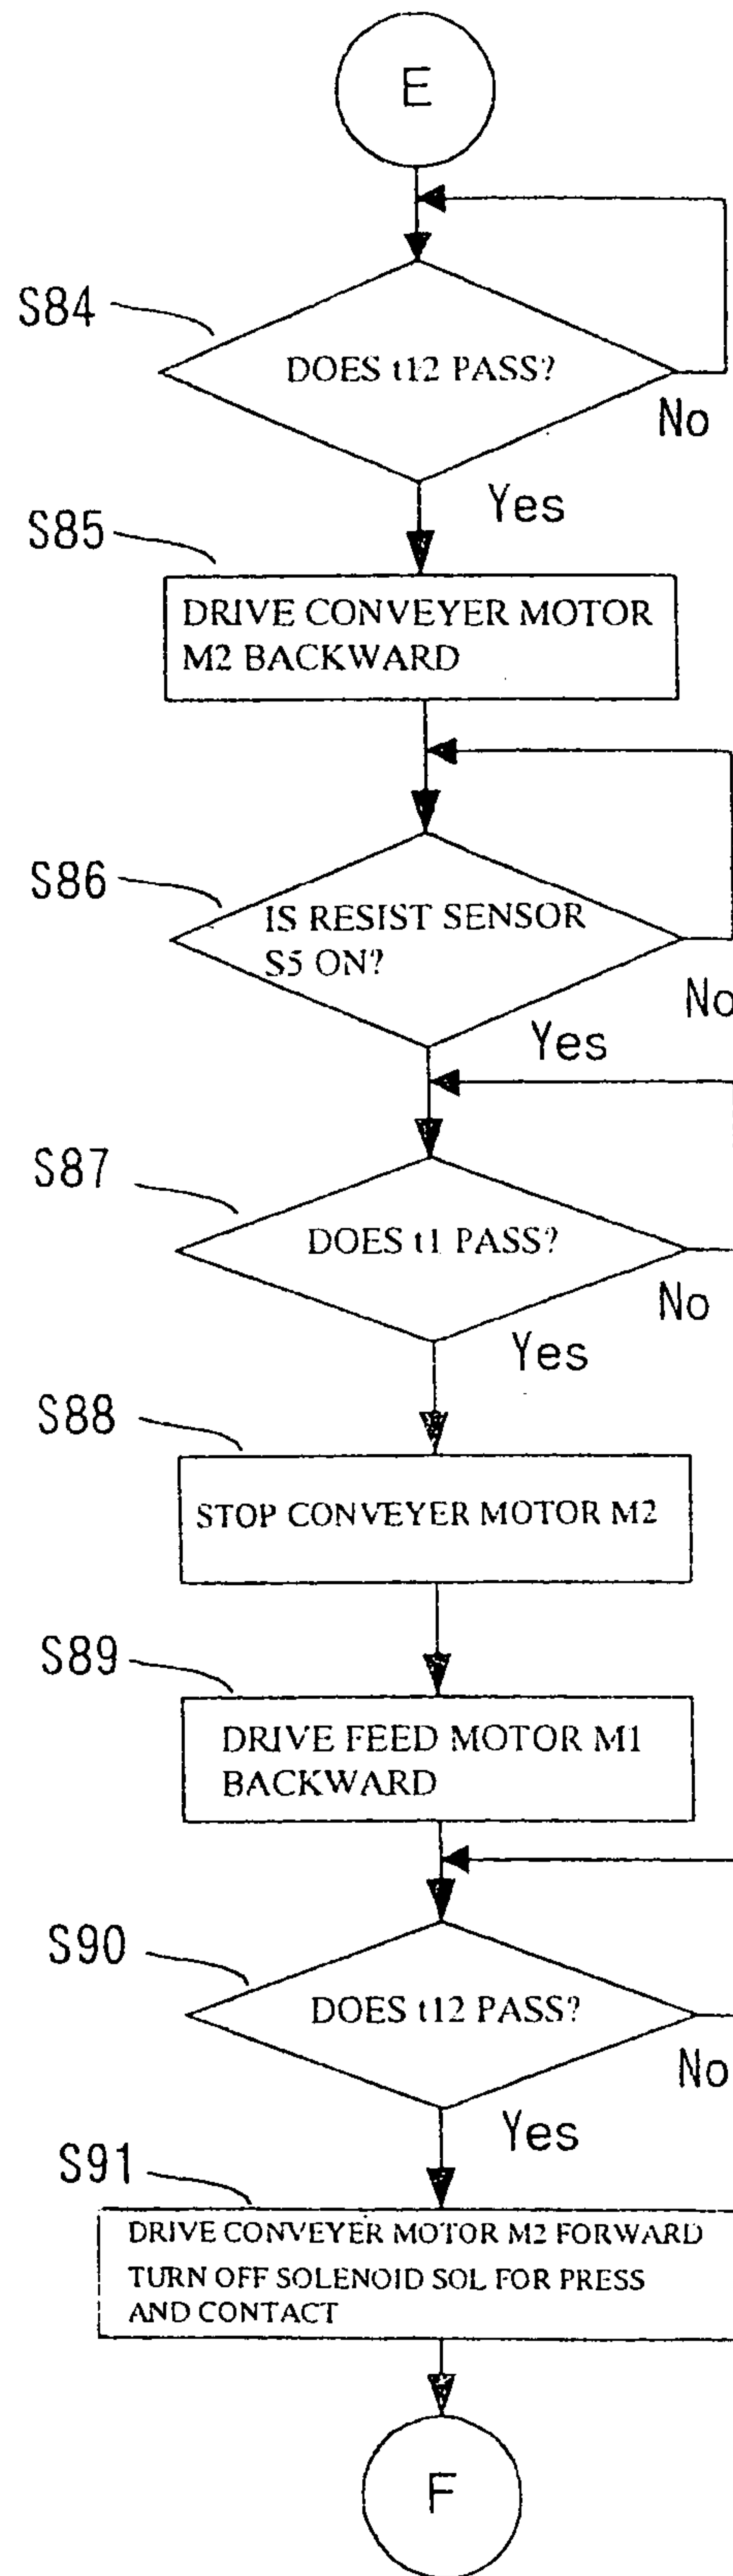 E
S84
DOES t12 PASS?
No
Yes
S85
DRIVE CONVEYER MOTOR
M2 BACKWARD
S86
IS RESIST SENSOR
S5 ON?
No
Yes
S87
DOES t1 PASS?
No
Yes
S88
STOP CONVEYER MOTOR M2
S89
DRIVE FEED MOTOR M1
BACKWARD
S90
DOES t12 PASS?
No
Yes
S91
DRIVE CONVEYER MOTOR M2 FORWARD
TURN OFF SOLENOID SOL FOR PRESS
AND CONTACT
F